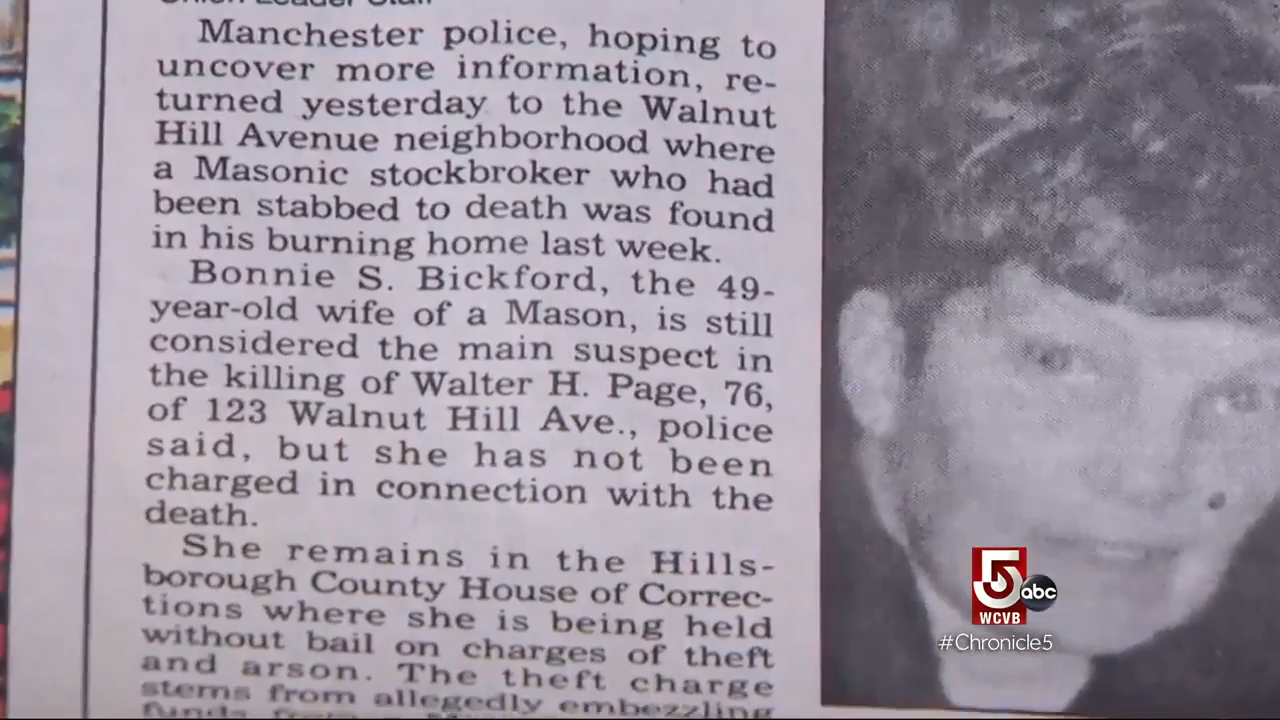 Union Leader Staff
Manchester police, hoping to
uncover more information, re-
turned yesterday to the Walnut
Hill Avenue neighborhood where
a Masonic stockbroker who had
been stabbed to death was found
in his burning home last week.
Bonnie S. Bickford, the 49-
year-old wife of a Mason, is still
considered the main suspect in
the killing of Walter H. Page, 76,
of 123 Walnut Hill Ave., police
said, but she has not been
charged in connection with the
death.
She remains in the Hills-
borough County House of Correc-
tions where she is being held
without bail on charges of theft
and arson. The theft charge
stems from allegedly embezzling
funds from a
5 abc
WCVB
#Chronicle5